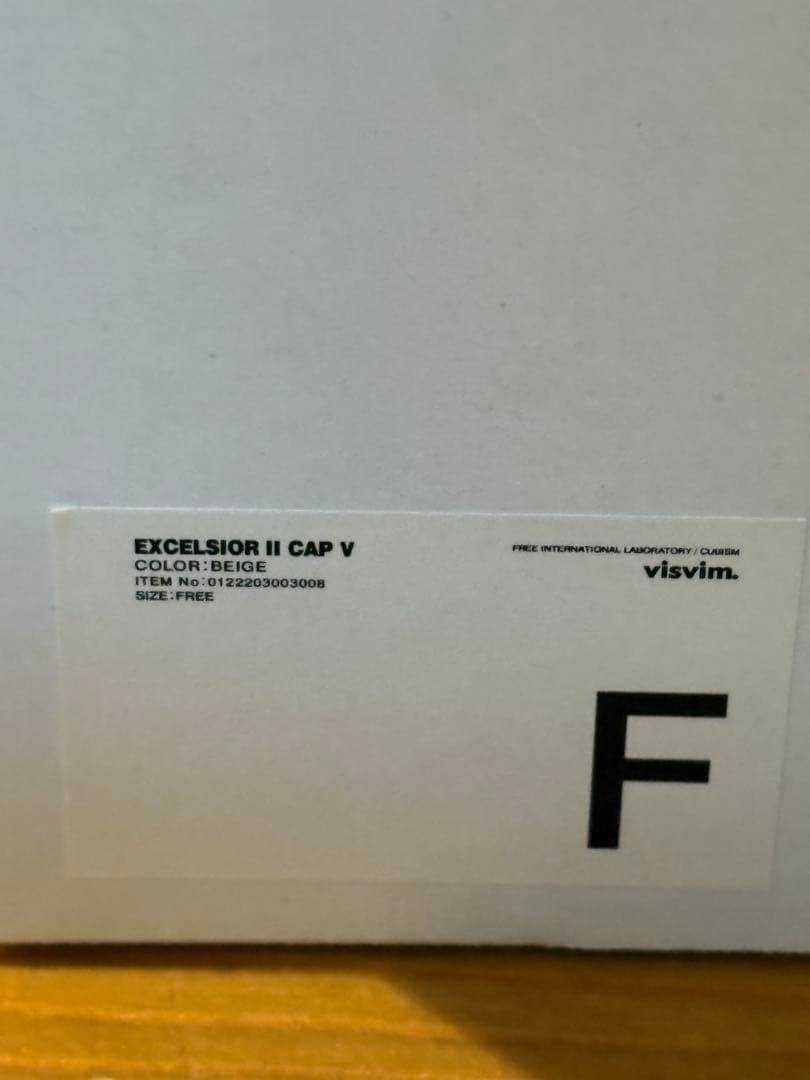 EXCELSIOR II CAP V
COLOR:BEIGE
ITEM No:0122203003008
SIZE:FREE
FREE INTERNATIONAL LABORATORY / CUBISM
visvim.
F